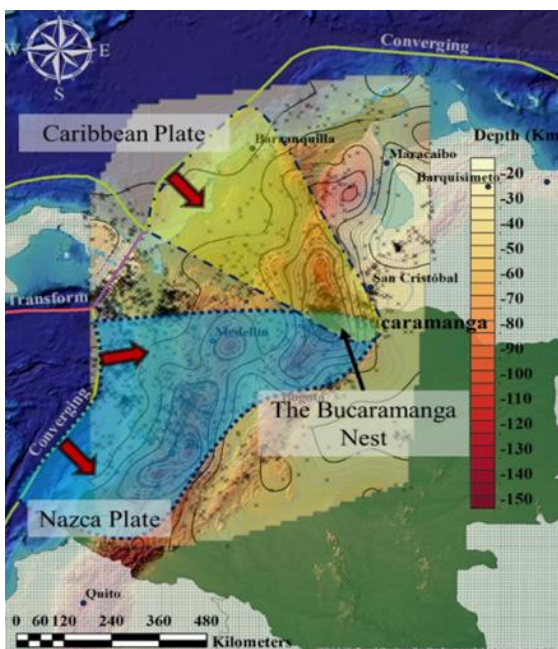 N
W E
S
Converging
Caribbean Plate
Barranquilla
Maracaibo
Depth (Km
Barquisimeto
-20
-30
-40
-50
-60
-70
-80
-90
-100
-110
-120
-130
-140
-150
San Cristóbal
Transform
caramanga
Medellín
Bogotá
The Bucaramanga
Nest
Converging
Nazca Plate
Quito
0 60 120 240 360 480
Kilometers